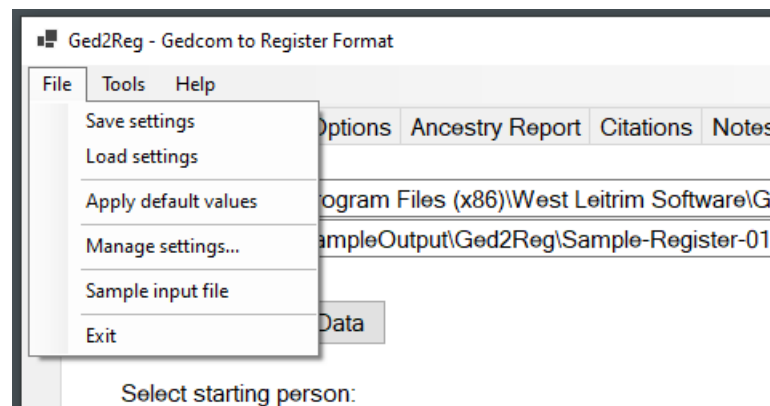 Ged2Reg - Gedcom to Register Format
File Tools Help
Save settings
Load settings
Apply default values
Manage settings...
Sample input file
Exit
Options Ancestry Report Citations Notes
Program Files (x86)\West Leitrim Software\G
SampleOutput\Ged2Reg\Sample-Register-01
Data
Select starting person: